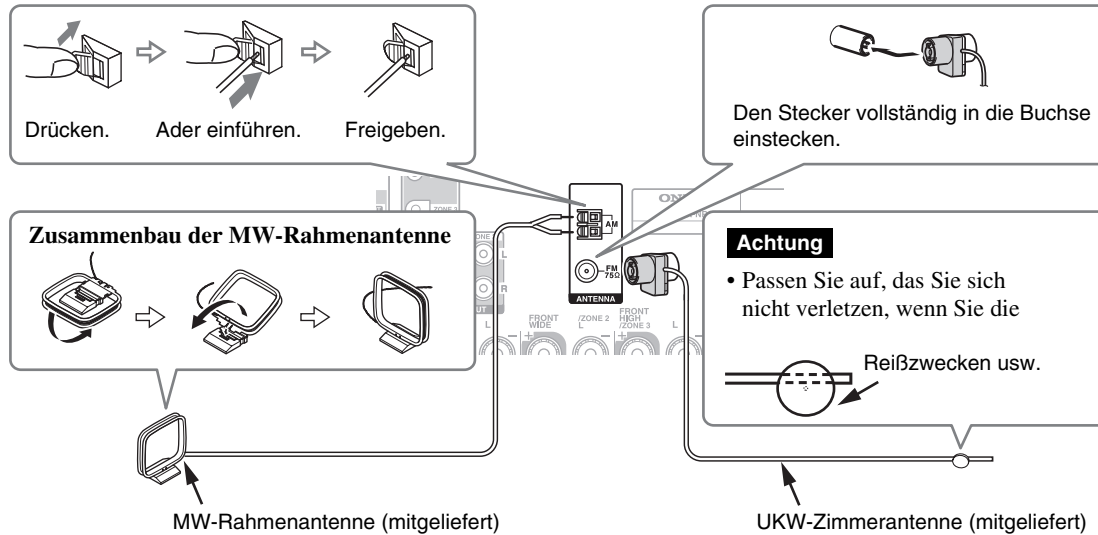 Drücken.
Ader einführen.
Freigeben.
Den Stecker vollständig in die Buchse
einstecken.
Zusammenbau der MW-Rahmenantenne
AM
FM
75Ω
ANTENNA
L
R
FRONT
WIDE
L
/ZONE 2
L
FRONT
HIGH
/ZONE 3
L
Achtung
• Passen Sie auf, das Sie sich
nicht verletzen, wenn Sie die
Reißzwecken usw.
MW-Rahmenantenne (mitgeliefert)
UKW-Zimmerantenne (mitgeliefert)